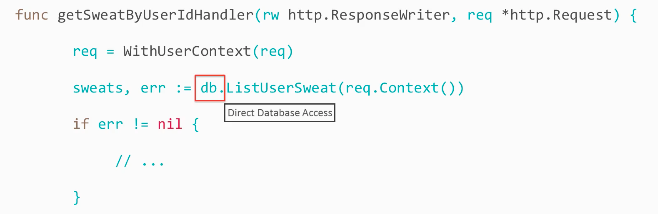 func getSweatByUserIdHandler(rw http.ResponseWriter, req *http.Request) {
req = WithUserContext(req)
sweats, err := db.ListUserSweat(req.Context())
Direct Database Access
if err != nil {
// ...
}